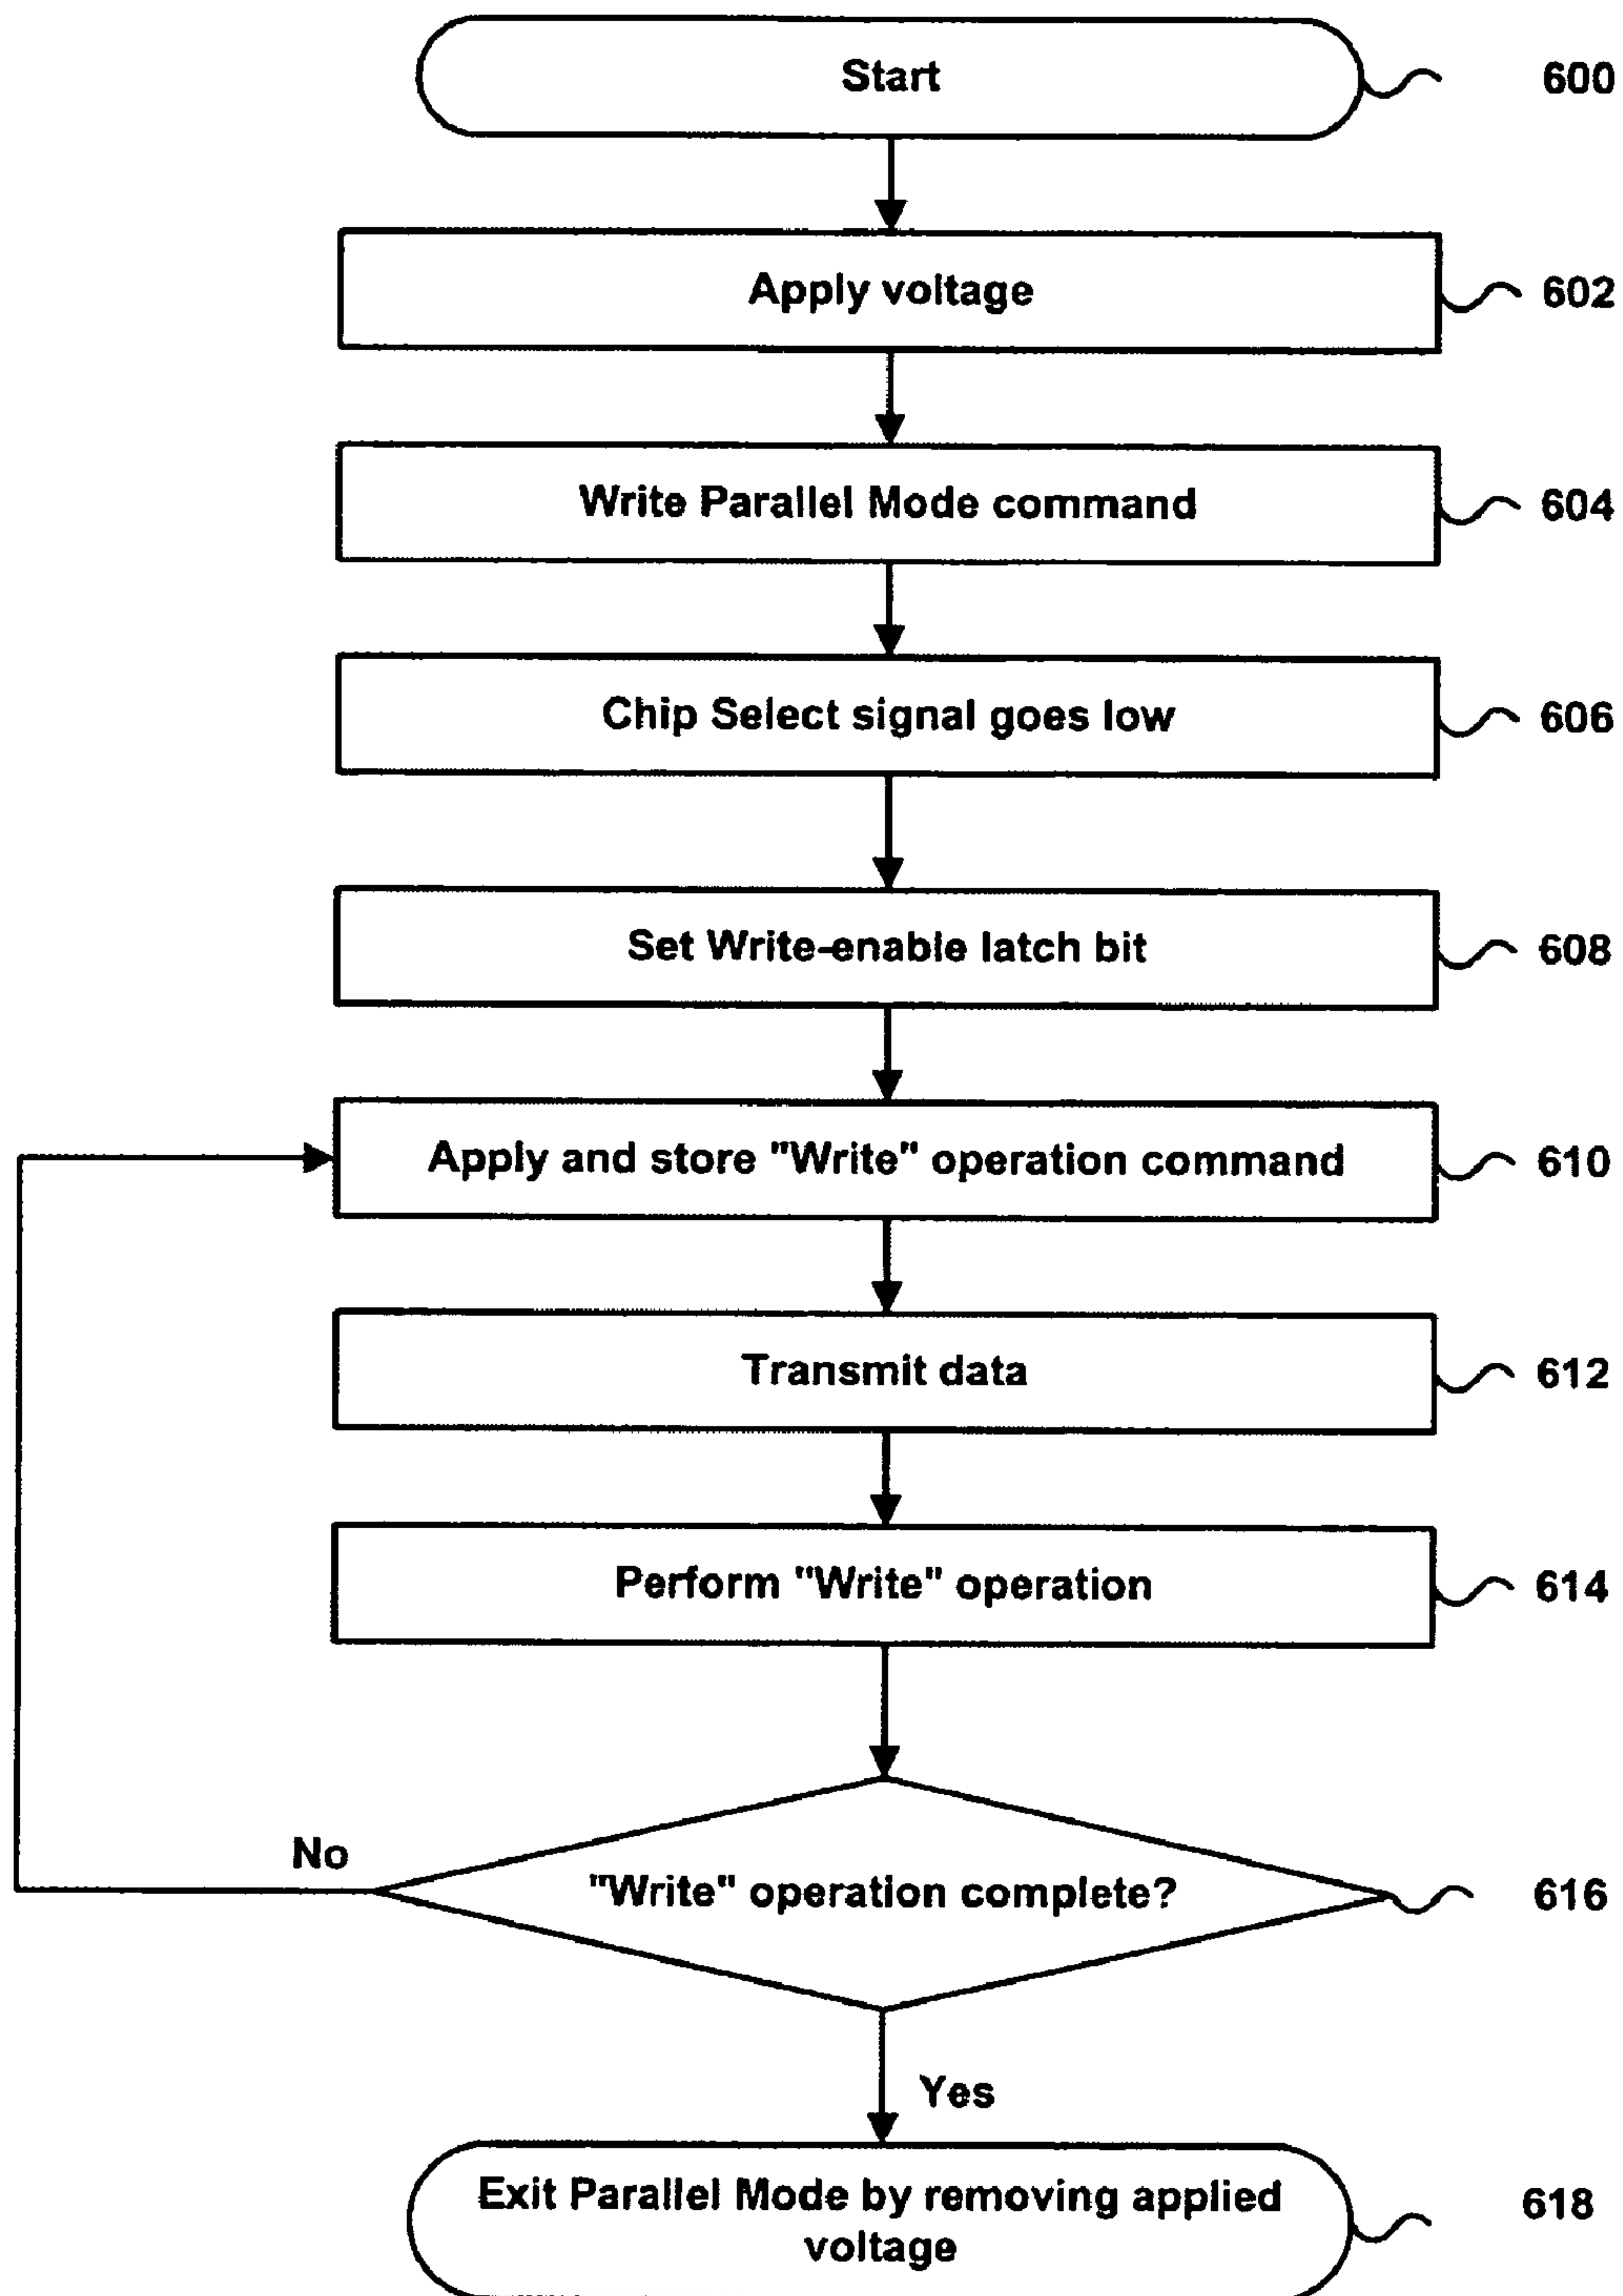 Start
600
Apply voltage
602
Write Parallel Mode command
604
Chip Select signal goes low
606
Set Write-enable latch bit
608
Apply and store "Write" operation command
610
Transmit data
612
Perform "Write" operation
614
No
"Write" operation complete?
616
Yes
Exit Parallel Mode by removing applied
voltage
618